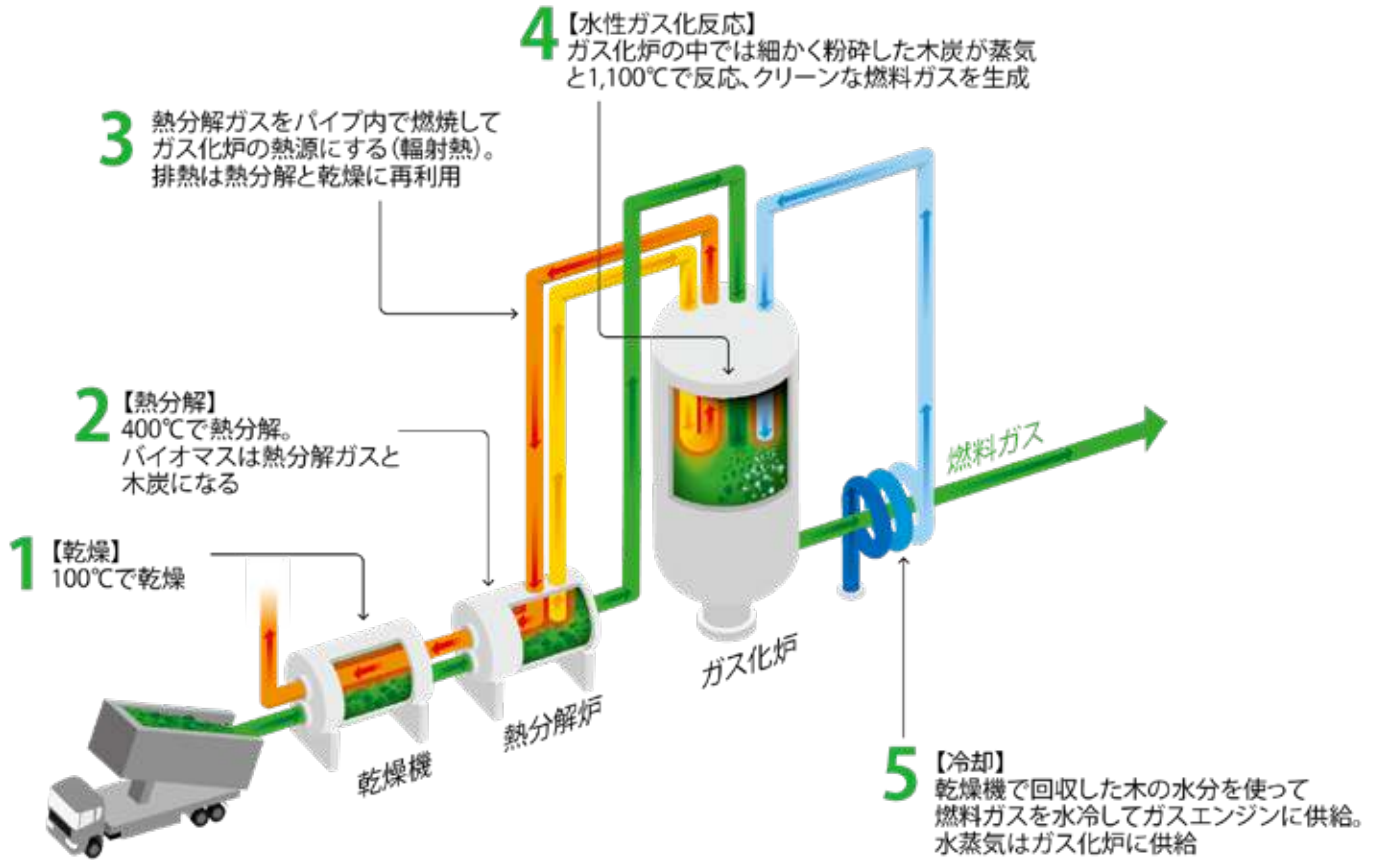 4【水性ガス化反応】
ガス化炉の中では細かく粉砕した木炭が蒸気
と1,100℃で反応、クリーンな燃料ガスを生成
3 熱分解ガスをパイプ内で燃焼して
ガス化炉の熱源にする（輻射熱）。
排熱は熱分解と乾燥に再利用
2【熱分解】
400℃で熱分解。
バイオマスは熱分解ガスと
木炭になる
1【乾燥】
100℃で乾燥
燃料ガス
ガス化炉
熱分解炉
乾燥機
5【冷却】
乾燥機で回収した木の水分を使って
燃料ガスを水冷してガスエンジンに供給。
水蒸気はガス化炉に供給